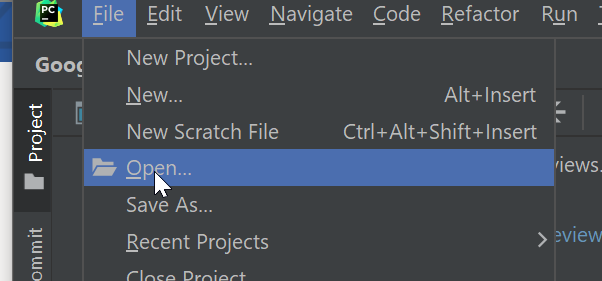 PC
File Edit View Navigate Code Refactor Run
Goog
New Project...
New... Alt+Insert
New Scratch File Ctrl+Alt+Shift+Insert
Open...
views.
Save As...
Recent Projects
eview
Close Project
Project
ommit